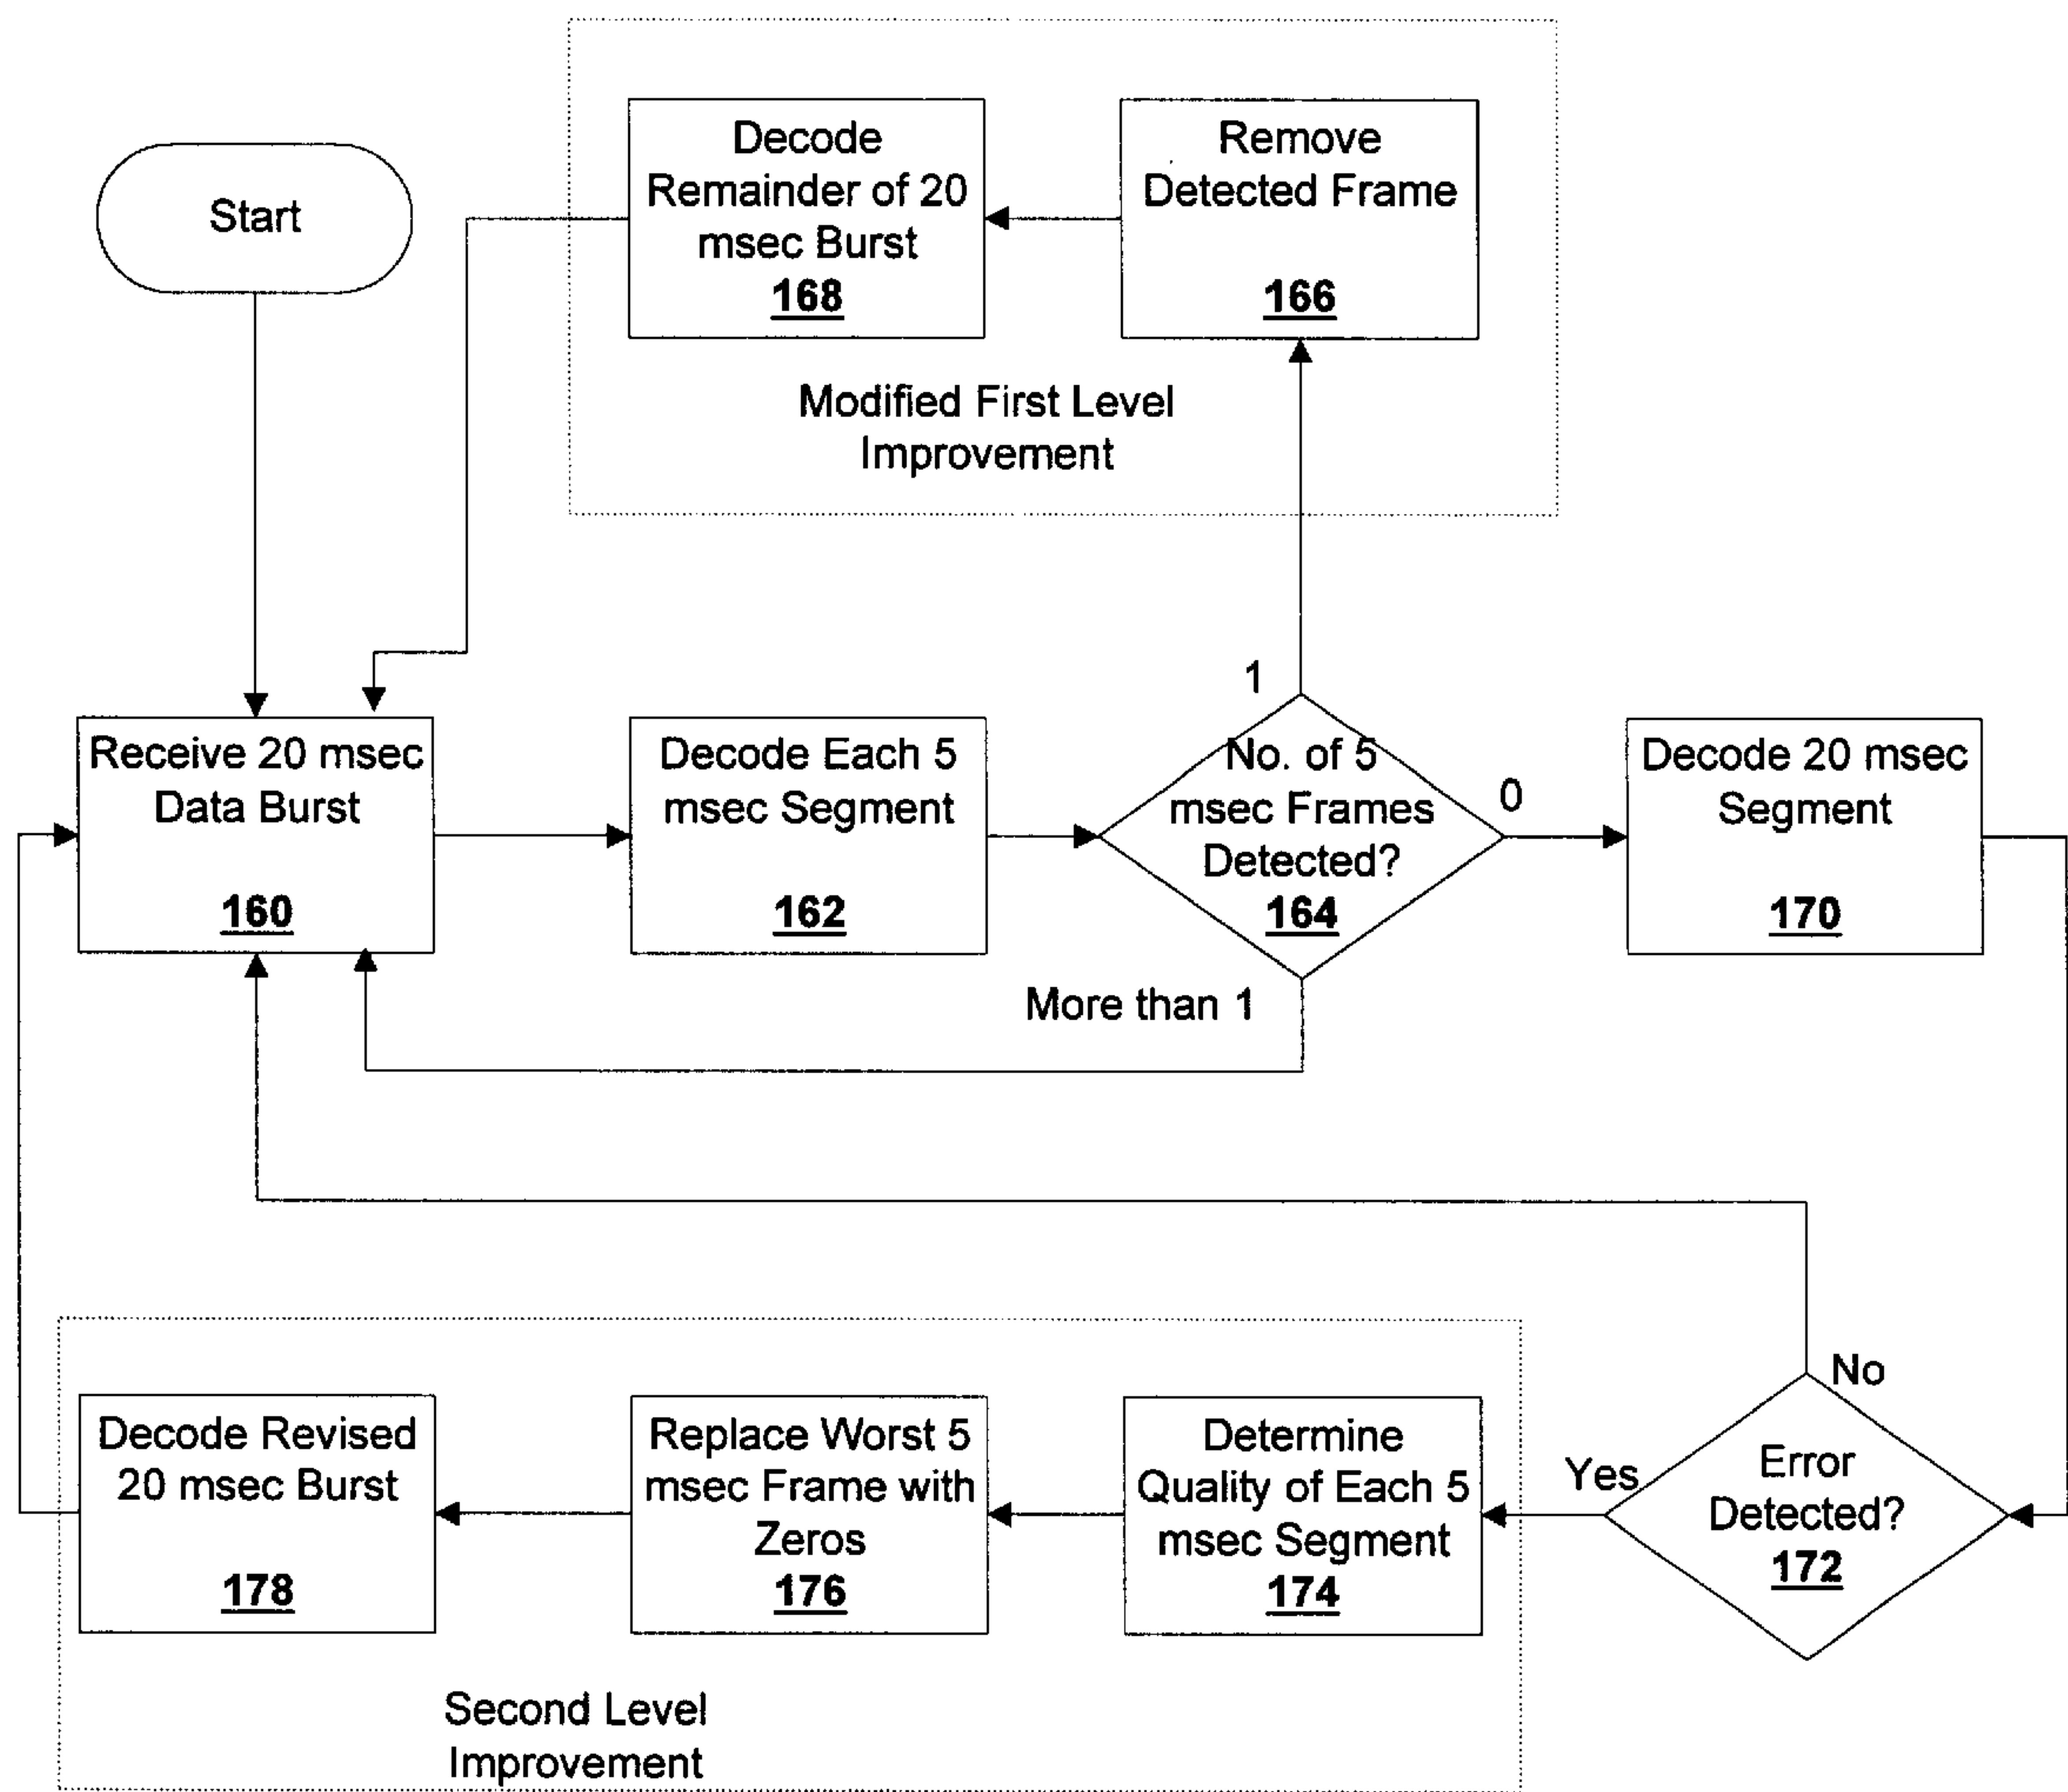 Decode
Remainder of 20
msec Burst
168
Remove
Detected Frame
166
Start
Modified First Level
Improvement
1
Receive 20 msec
Data Burst
160
Decode Each 5
msec Segment
162
No. of 5
msec Frames
Detected?
164
0
Decode 20 msec
Segment
170
More than 1
No
Decode Revised
20 msec Burst
178
Replace Worst 5
msec Frame with
Zeros
176
Determine
Quality of Each 5
msec Segment
174
Yes
Error
Detected?
172
Second Level
Improvement